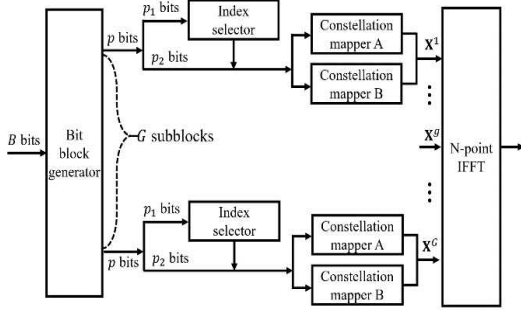 p bits
p₁ bits
Index
selector
p₂ bits
Constellation
mapper A
Constellation
mapper B
X¹
⋮
B bits
Bit
block
generator
G subblocks
Xᵍ
N-point
IFFT
⋮
p bits
p₁ bits
Index
selector
p₂ bits
Constellation
mapper A
Constellation
mapper B
Xᴳ